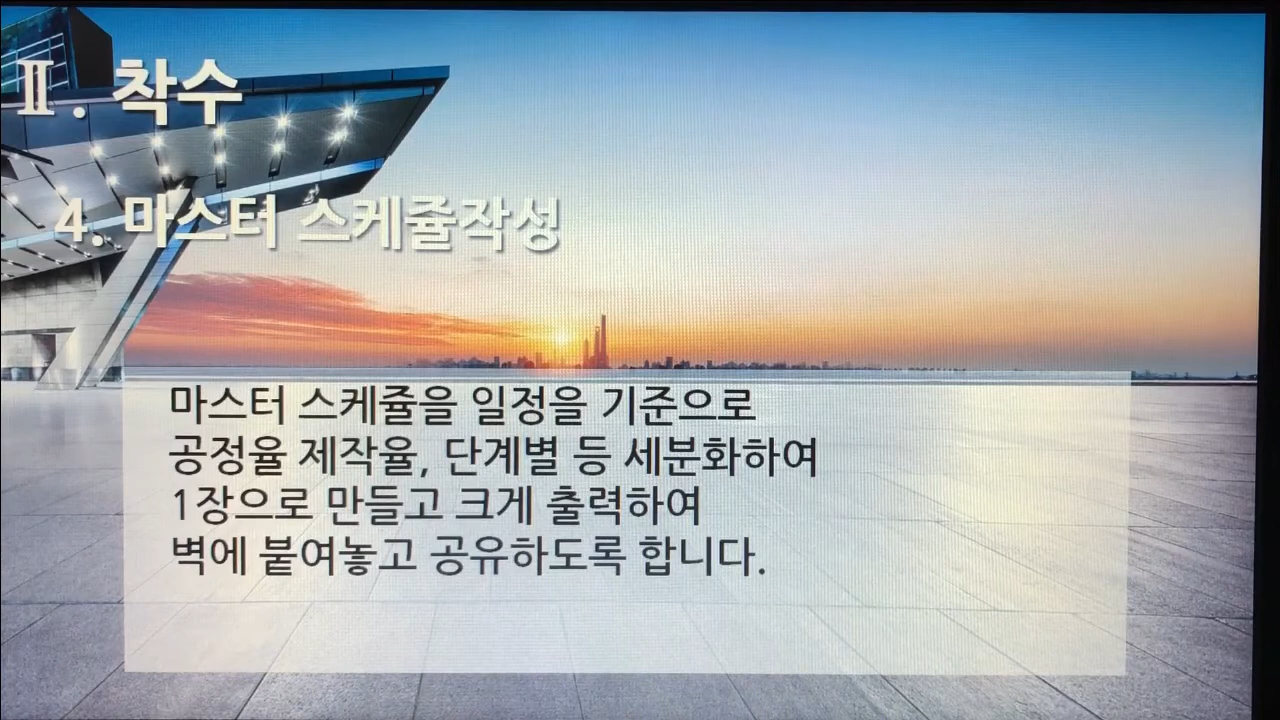 Ⅱ. 착수
4. 마스터 스케쥴작성
마스터 스케쥴을 일정을 기준으로
공정율 제작율, 단계별 등 세분화하여
1장으로 만들고 크게 출력하여
벽에 붙여놓고 공유하도록 합니다.